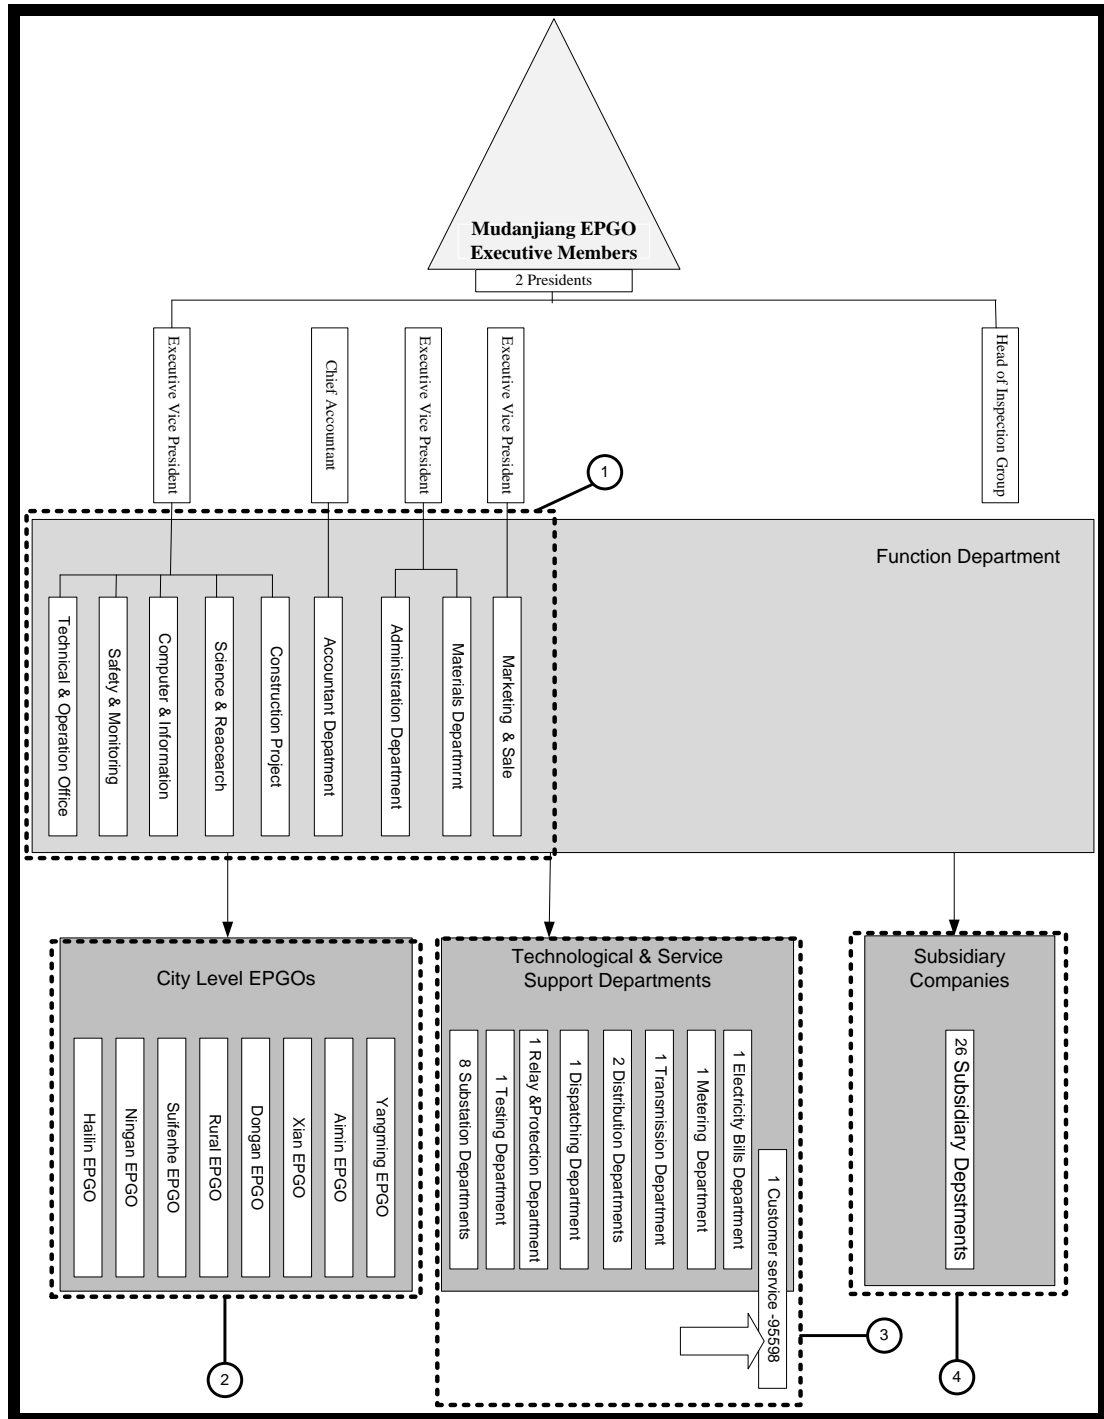 Mudanjiang EPGO
Executive Members
2 Presidents
Executive Vice President
Chief Accountant
Executive Vice President
Executive Vice President
Head of Inspection Group
1
Function Department
Technical & Operation Office
Safety & Monitoring
Computer & Information
Science & Reacearch
Construction Project
Accountant Depatment
Administration Department
Materials Departmrnt
Marketing & Sale
City Level EPGOs
Hailin EPGO
Ningan EPGO
Suifenhe EPGO
Rural EPGO
Dongan EPGO
Xian EPGO
Aimin EPGO
Yangming EPGO
2
Technological & Service
Support Departments
8 Substation Departments
1 Testing Department
1 Relay &Protection Department
1 Dispatching Department
2 Distribution Departments
1 Transmission Department
1 Metering Department
1 Electricity Bills Department
1 Customer service -95598
3
Subsidiary
Companies
26 Subsidiary Depstments
4